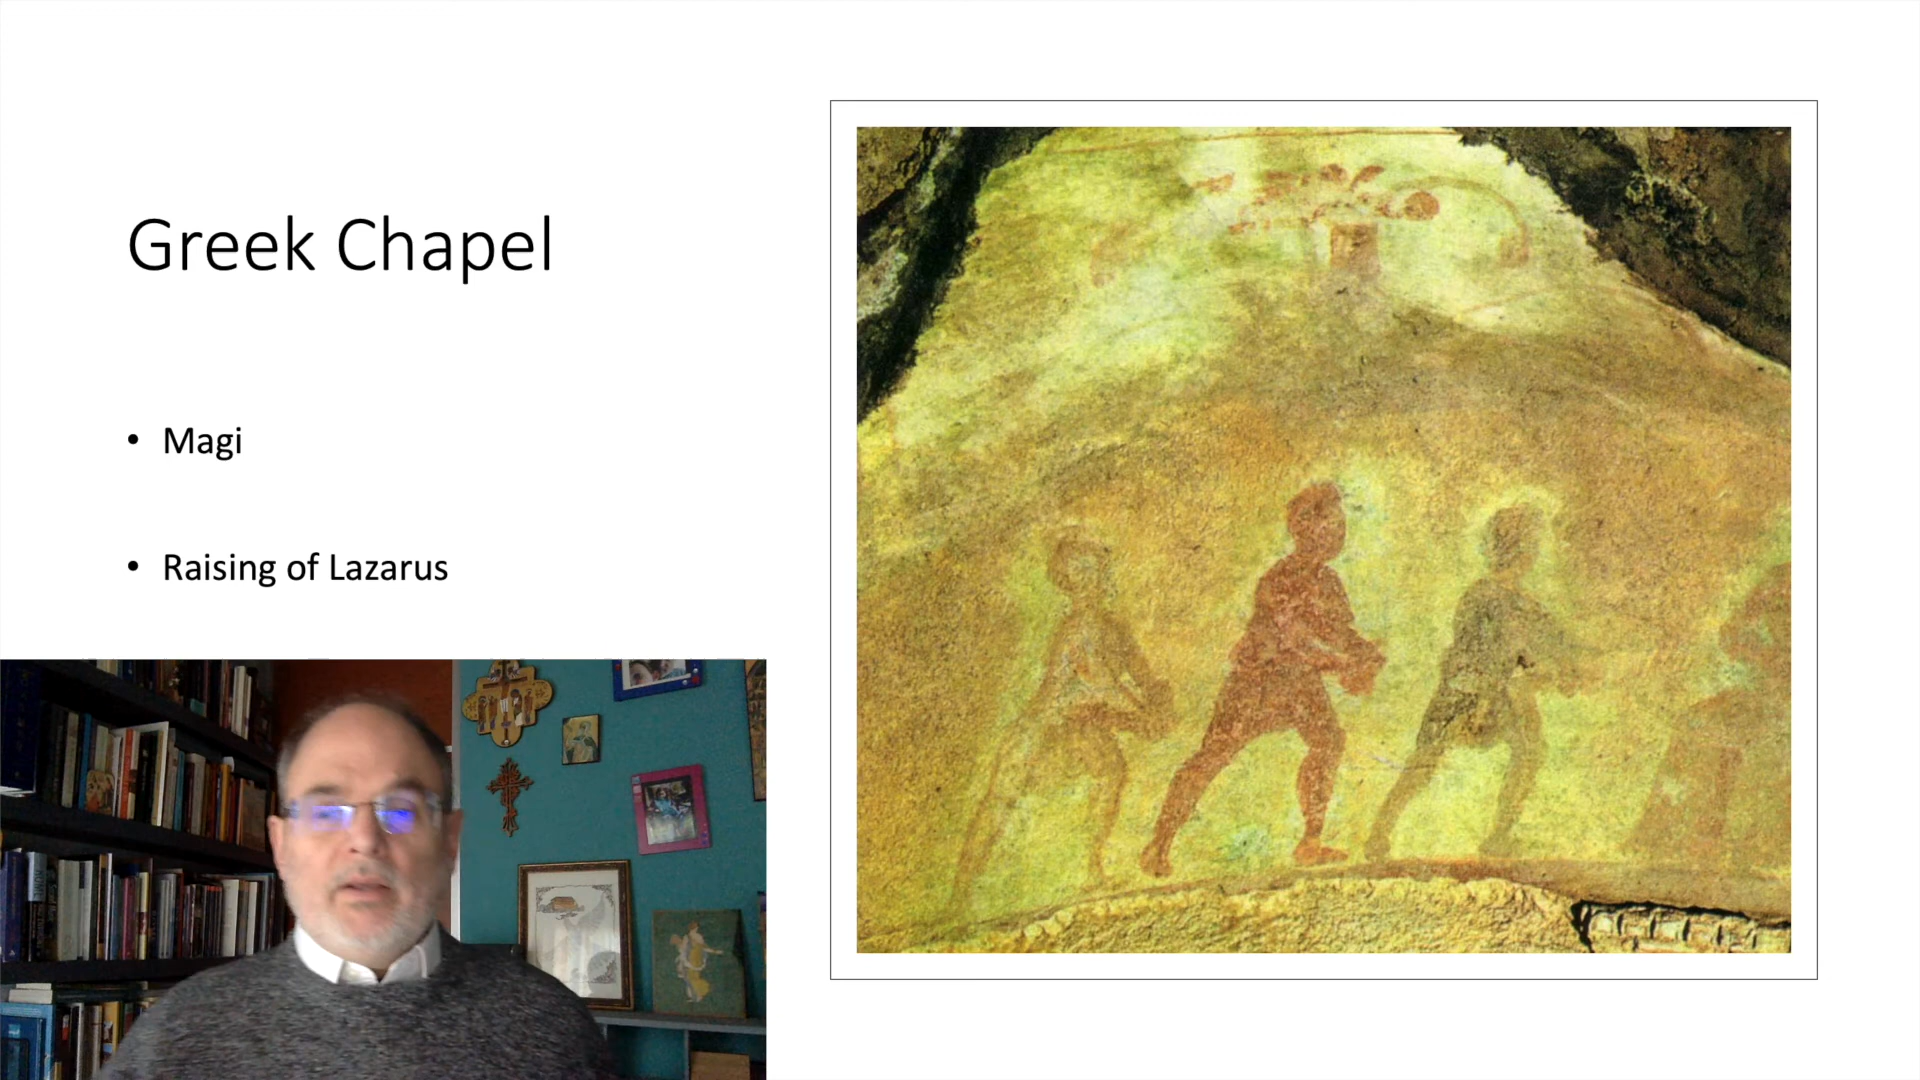 Greek Chapel
• Magi
• Raising of Lazarus